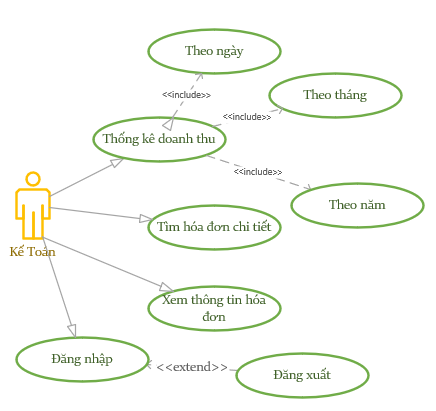 Theo ngày
<<include>>
Theo tháng
<<include>>
Thống kê doanh thu
<<include>>
Theo năm
Tìm hóa đơn chi tiết
Kế Toán
Xem thông tin hóa
đơn
Đăng nhập
<<extend>>
Đăng xuất